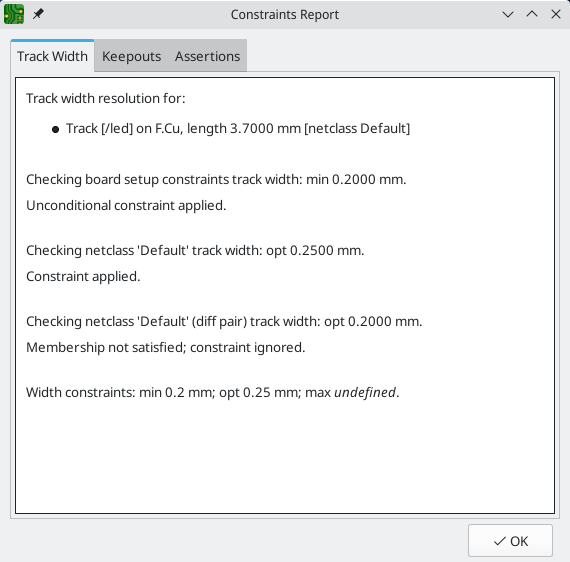 Constraints Report
Track Width
Keepouts
Assertions
Track width resolution for:
● Track [/led] on F.Cu, length 3.7000 mm [netclass Default]
Checking board setup constraints track width: min 0.2000 mm.
Unconditional constraint applied.
Checking netclass 'Default' track width: opt 0.2500 mm.
Constraint applied.
Checking netclass 'Default' (diff pair) track width: opt 0.2000 mm.
Membership not satisfied; constraint ignored.
Width constraints: min 0.2 mm; opt 0.25 mm; max undefined.
OK